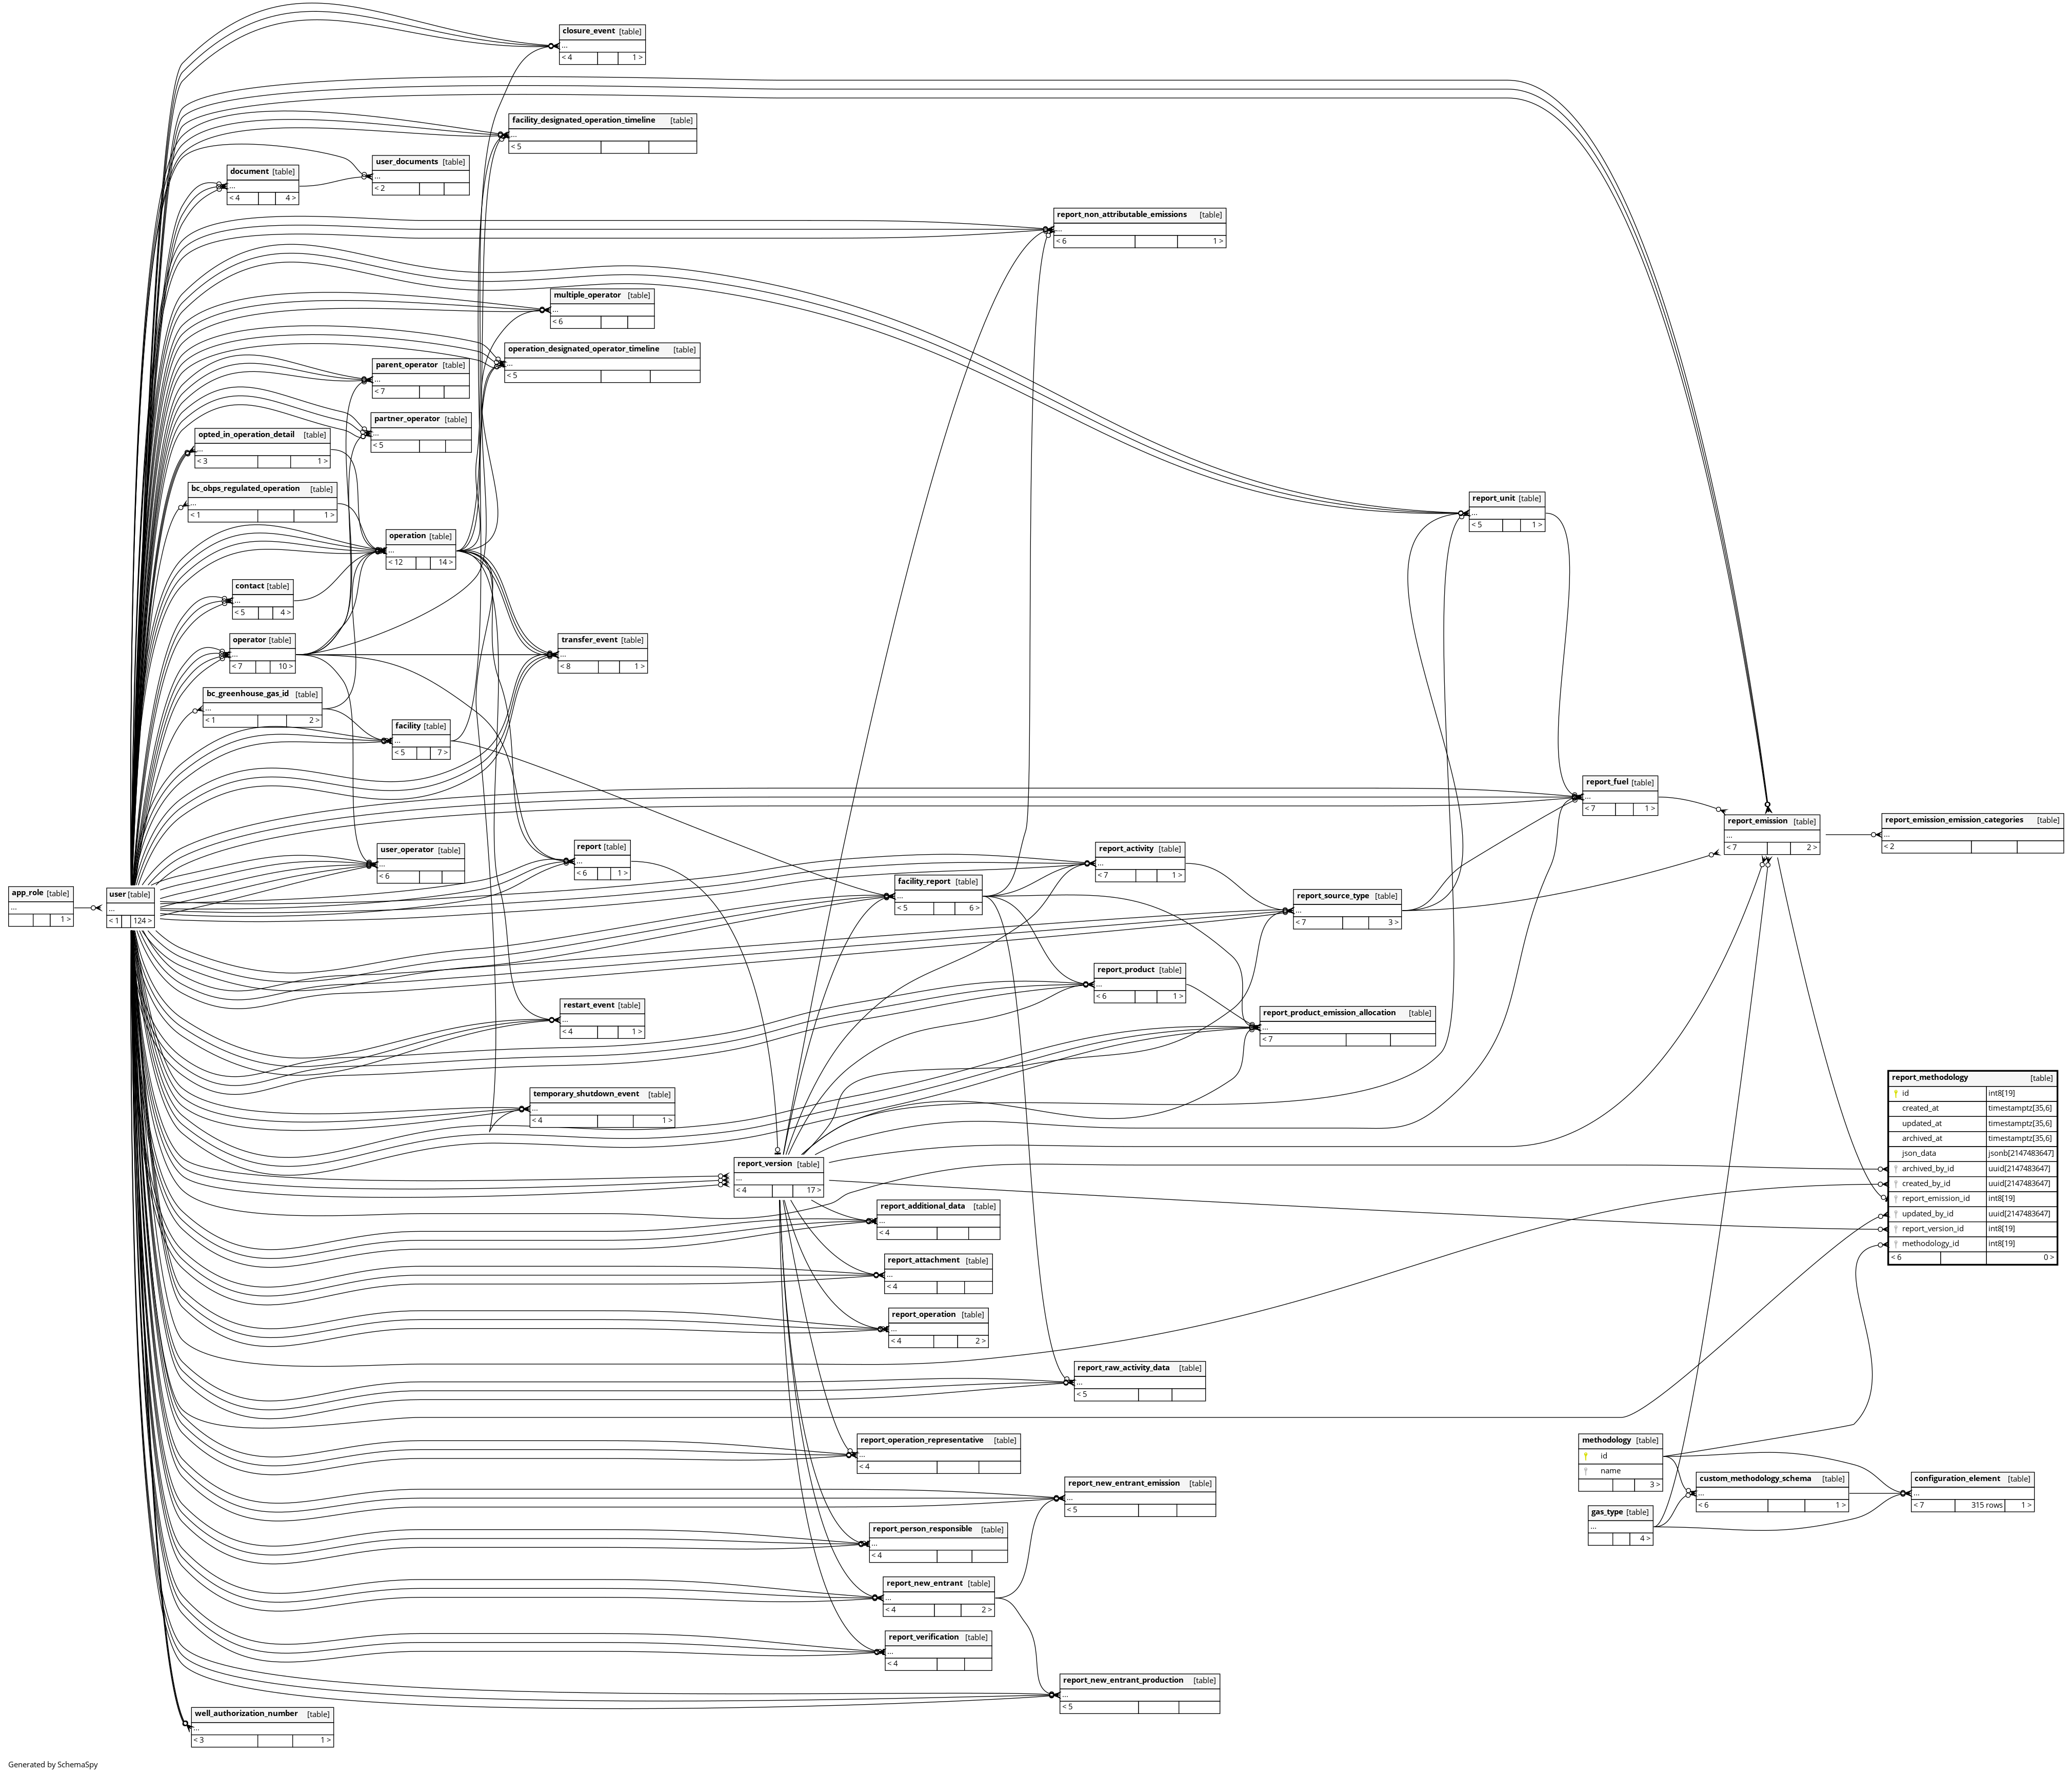 closure_event [table]
...
< 4 1 >
facility_designated_operation_timeline [table]
...
< 5
user_documents [table]
...
< 2
document [table]
...
< 4 4 >
report_non_attributable_emissions [table]
...
< 6 1 >
multiple_operator [table]
...
< 6
operation_designated_operator_timeline [table]
...
< 5
parent_operator [table]
...
< 7
partner_operator [table]
...
< 5
opted_in_operation_detail [table]
...
< 3 1 >
bc_obps_regulated_operation [table]
...
< 1 1 >
report_unit [table]
...
< 5 1 >
operation [table]
...
< 12 14 >
contact [table]
...
< 5 4 >
operator [table]
...
< 7 10 >
transfer_event [table]
...
< 8 1 >
bc_greenhouse_gas_id [table]
...
< 1 2 >
facility [table]
...
< 5 7 >
report_fuel [table]
...
< 7 1 >
report_emission [table]
...
< 7 2 >
report_emission_emission_categories [table]
...
< 2
user_operator [table]
...
< 6
report [table]
...
< 6 1 >
report_activity [table]
...
< 7 1 >
facility_report [table]
...
< 5 6 >
app_role [table]
...
1 >
user [table]
...
< 1 124 >
report_source_type [table]
...
< 7 3 >
report_product [table]
...
< 6 1 >
restart_event [table]
...
< 4 1 >
report_product_emission_allocation [table]
...
< 7
temporary_shutdown_event [table]
...
< 4 1 >
report_methodology [table]
id int8[19]
created_at timestamptz[35,6]
updated_at timestamptz[35,6]
archived_at timestamptz[35,6]
json_data jsonb[2147483647]
archived_by_id uuid[2147483647]
created_by_id uuid[2147483647]
report_emission_id int8[19]
updated_by_id uuid[2147483647]
report_version_id int8[19]
methodology_id int8[19]
< 6 0 >
report_version [table]
...
< 4 17 >
report_additional_data [table]
...
< 4
report_attachment [table]
...
< 4
report_operation [table]
...
< 4 2 >
report_raw_activity_data [table]
...
< 5
report_operation_representative [table]
...
< 4
methodology [table]
id
name
3 >
custom_methodology_schema [table]
...
< 6 1 >
configuration_element [table]
...
< 7 315 rows 1 >
gas_type [table]
...
4 >
report_new_entrant_emission [table]
...
< 5
report_person_responsible [table]
...
< 4
report_new_entrant [table]
...
< 4 2 >
report_verification [table]
...
< 4
report_new_entrant_production [table]
...
< 5
well_authorization_number [table]
...
< 3 1 >
Generated by SchemaSpy